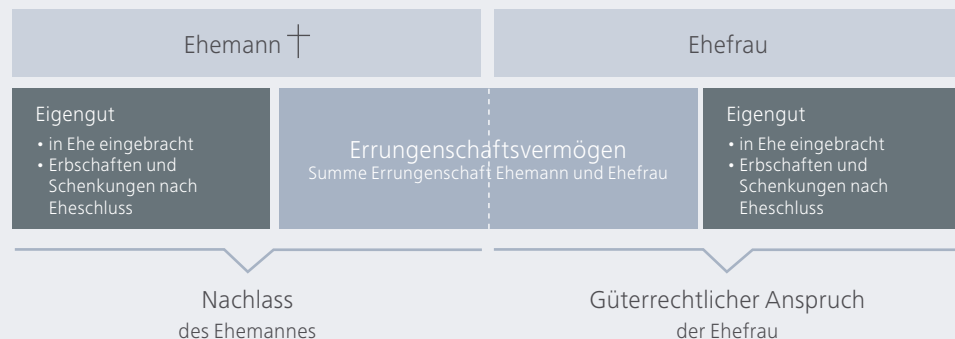 Ehemann †
Ehefrau
Eigengut
• in Ehe eingebracht
• Erbschaften und
Schenkungen nach
Eheschluss
Errungenschaftsvermögen
Summe Errungenschaft Ehemann und Ehefrau
Eigengut
• in Ehe eingebracht
• Erbschaften und
Schenkungen nach
Eheschluss
Nachlass
des Ehemannes
Güterrechtlicher Anspruch
der Ehefrau